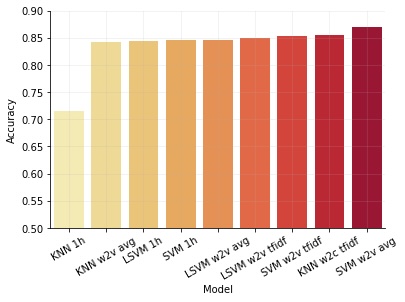 0.90
0.85
0.80
0.75
0.70
0.65
0.60
0.55
0.50
Accuracy
KNN 1h
KNN w2v avg
LSVM 1h
SVM 1h
LSVM w2v avg
LSVM w2v tfidf
SVM w2v tfidf
KNN w2c tfidf
SVM w2v avg
Model